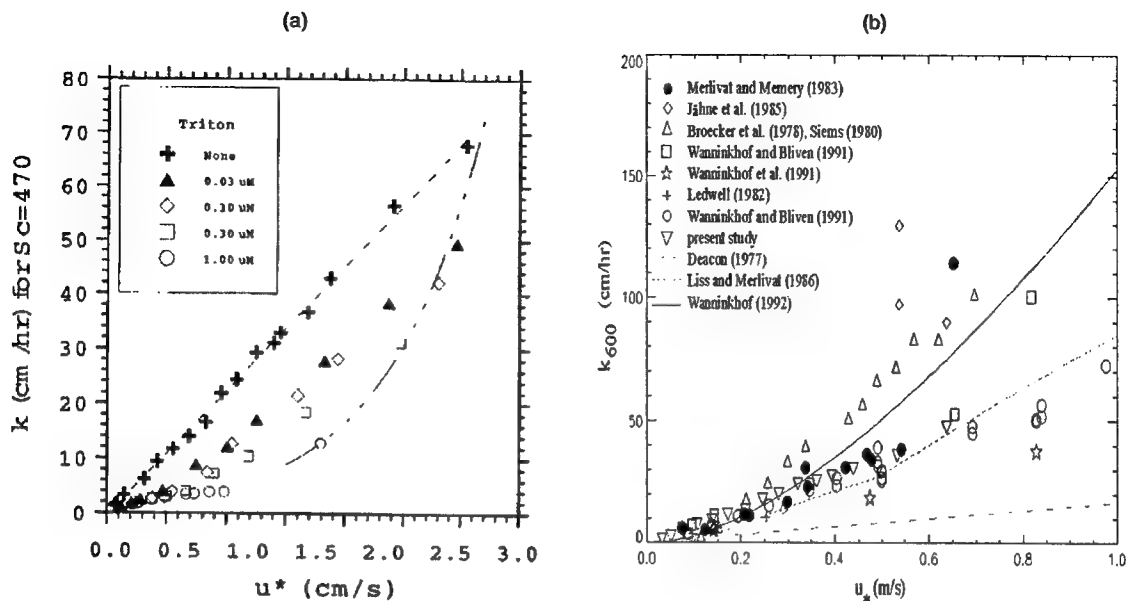 (a)
80
70
60
50
40
30
20
10
0
k (cm /hr) for Sc=470
Triton
None
0.03 uM
0.10 uM
0.30 uM
1.00 uM
0.0 0.5 1.0 1.5 2.0 2.5 3.0
u* (cm/s)
(b)
200
150
100
50
0
k600 (cm/hr)
Merlivat and Memery (1983)
Jähne et al. (1985)
Broecker et al. (1978), Siems (1980)
Wanninkhof and Bliven (1991)
Wanninkhof et al. (1991)
Ledwell (1982)
Wanninkhof and Bliven (1991)
present study
Deacon (1977)
Liss and Merlivat (1986)
Wanninkhof (1992)
0.0 0.2 0.4 0.6 0.8 1.0
u* (m/s)